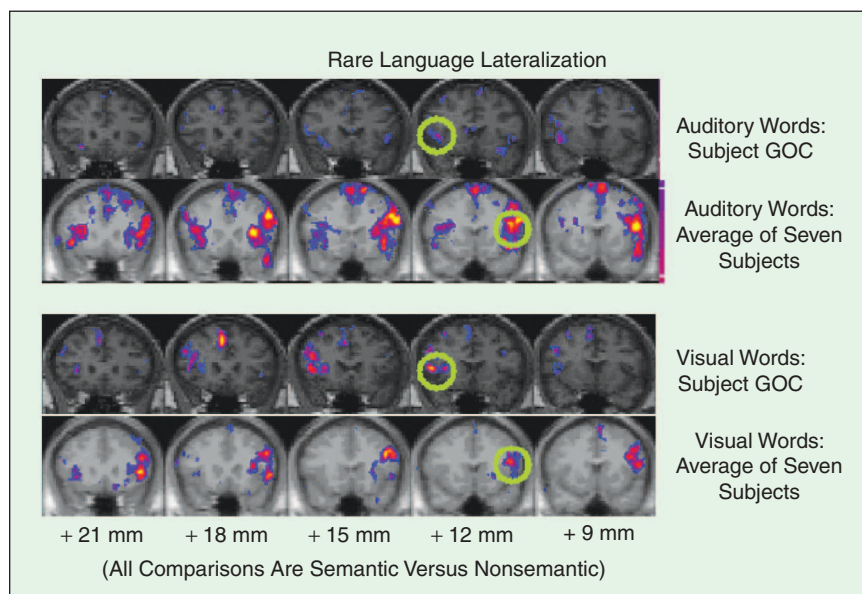 Rare Language Lateralization
Auditory Words:
Subject GOC
Auditory Words:
Average of Seven
Subjects
Visual Words:
Subject GOC
Visual Words:
Average of Seven
Subjects
+ 21 mm
+ 18 mm
+ 15 mm
+ 12 mm
+ 9 mm
(All Comparisons Are Semantic Versus Nonsemantic)